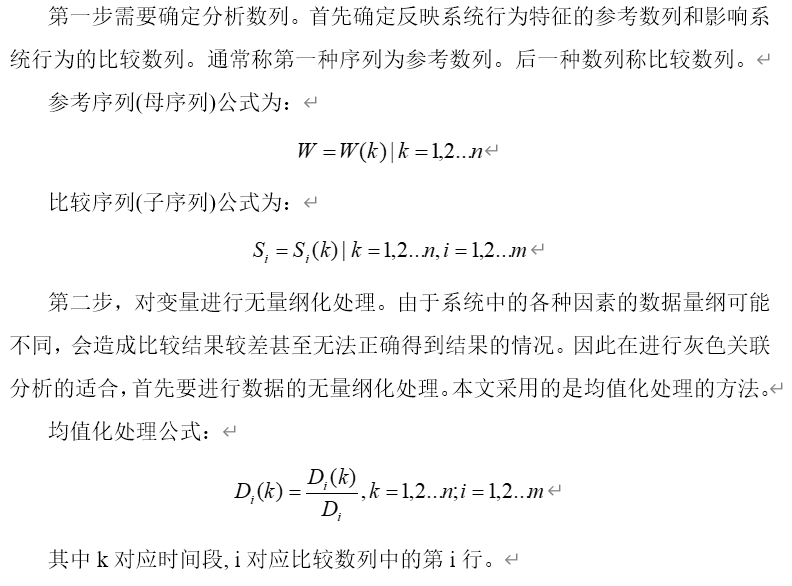 第一步需要确定分析数列。首先确定反映系统行为特征的参考数列和影响系
统行为的比较数列。通常称第一种序列为参考数列。后一种数列称比较数列。↵
参考序列(母序列)公式为：↵
W = W(k) | k = 1,2...n↵
比较序列(子序列)公式为：↵
S_i = S_i(k) | k = 1,2...n, i = 1,2...m↵
第二步，对变量进行无量纲化处理。由于系统中的各种因素的数据量纲可能
不同，会造成比较结果较差甚至无法正确得到结果的情况。因此在进行灰色关联
分析的适合，首先要进行数据的无量纲化处理。本文采用的是均值化处理的方法。↵
均值化处理公式：↵
D_i(k) = D_i(k) / D_i , k = 1,2...n; i = 1,2...m↵
其中 k 对应时间段, i 对应比较数列中的第 i 行。↵